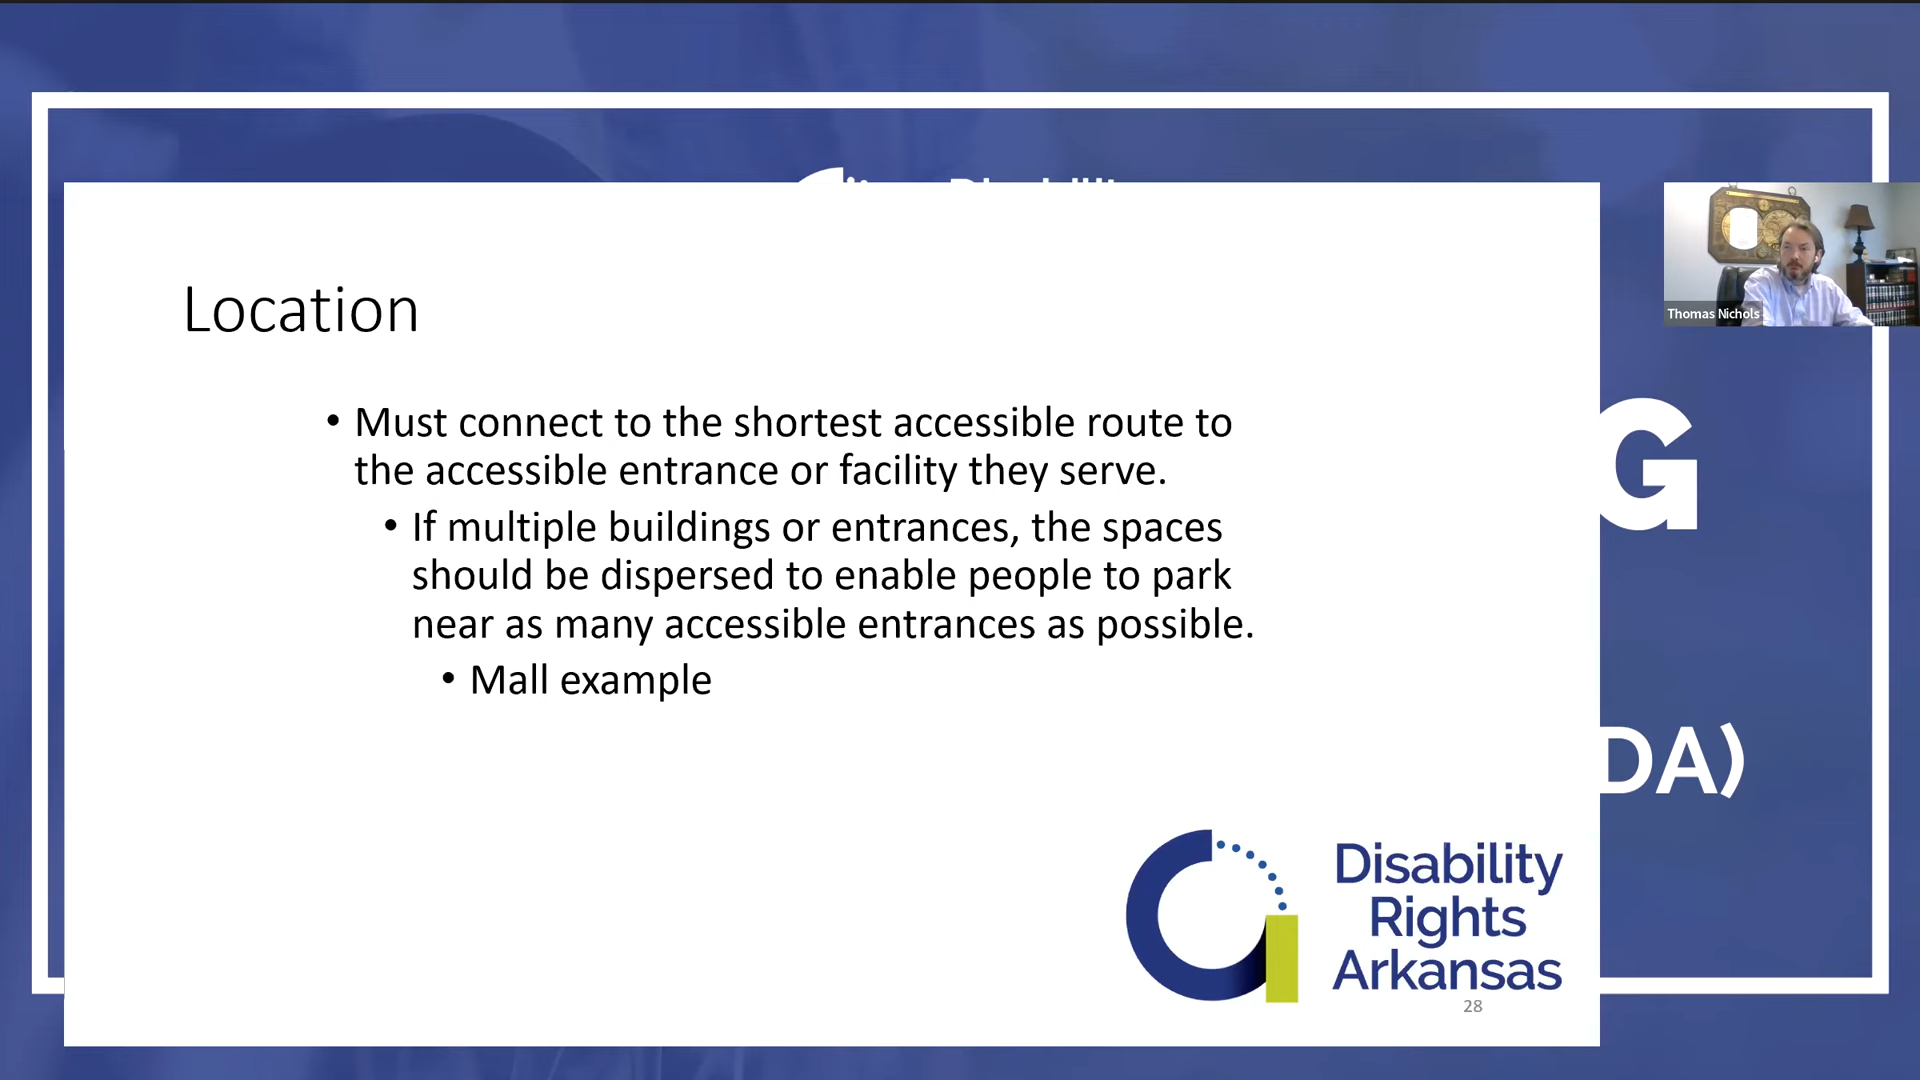 Location
• Must connect to the shortest accessible route to
the accessible entrance or facility they serve.
• If multiple buildings or entrances, the spaces
should be dispersed to enable people to park
near as many accessible entrances as possible.
• Mall example
Thomas Nichols
G
DA)
Disability
Rights
Arkansas
28